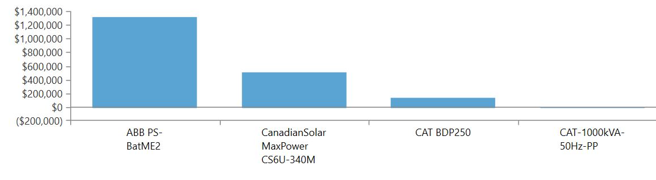 $1,400,000
$1,200,000
$1,000,000
$800,000
$600,000
$400,000
$200,000
$0
($200,000)
ABB PS-
BatME2
CanadianSolar
MaxPower
CS6U-340M
CAT BDP250
CAT-1000kVA-
50Hz-PP